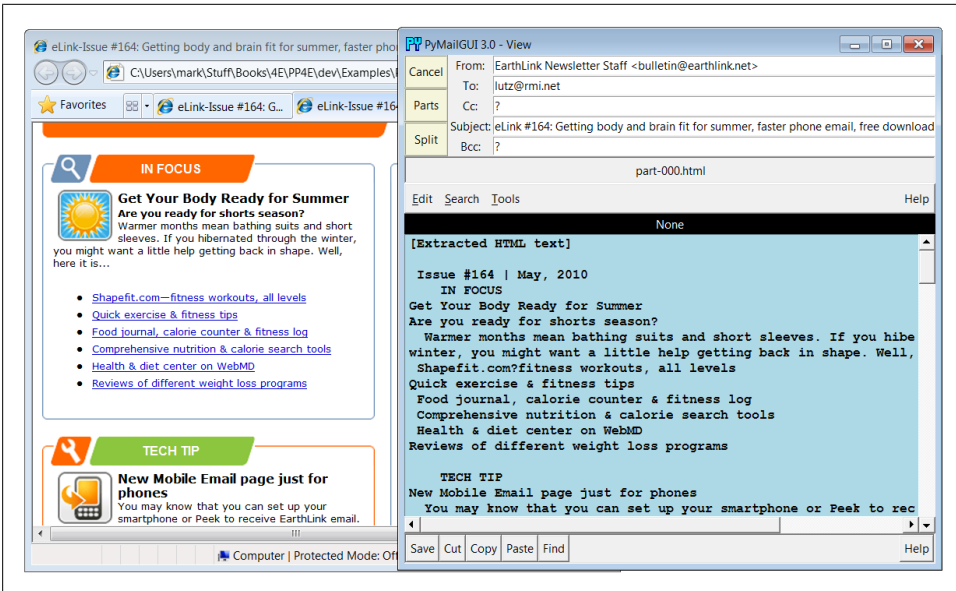 eLink-Issue #164: Getting body and brain fit for summer, faster phon
C:\Users\mark\Stuff\Books\4E\PP4E\dev\Examples\
Favorites
eLink-Issue #164: G...
eLink-Issue #16
IN FOCUS
Get Your Body Ready for Summer
Are you ready for shorts season?
Warmer months mean bathing suits and short
sleeves. If you hibernated through the winter,
you might want a little help getting back in shape. Well,
here it is...
• Shapefit.com—fitness workouts, all levels
• Quick exercise & fitness tips
• Food journal, calorie counter & fitness log
• Comprehensive nutrition & calorie search tools
• Health & diet center on WebMD
• Reviews of different weight loss programs
TECH TIP
New Mobile Email page just for
phones
You may know that you can set up your
smartphone or Peek to receive EarthLink email.
Computer | Protected Mode: Off
PY PyMailGUI 3.0 - View
Cancel
Parts
Split
From: EarthLink Newsletter Staff <bulletin@earthlink.net>
To: lutz@rmi.net
Cc: ?
Subject: eLink #164: Getting body and brain fit for summer, faster phone email, free download
Bcc: ?
part-000.html
Edit Search Tools Help
None
[Extracted HTML text]
Issue #164 | May, 2010
IN FOCUS
Get Your Body Ready for Summer
Are you ready for shorts season?
Warmer months mean bathing suits and short sleeves. If you hibe
winter, you might want a little help getting back in shape. Well,
Shapefit.com?fitness workouts, all levels
Quick exercise & fitness tips
Food journal, calorie counter & fitness log
Comprehensive nutrition & calorie search tools
Health & diet center on WebMD
Reviews of different weight loss programs
TECH TIP
New Mobile Email page just for phones
You may know that you can set up your smartphone or Peek to rec
Save Cut Copy Paste Find Help